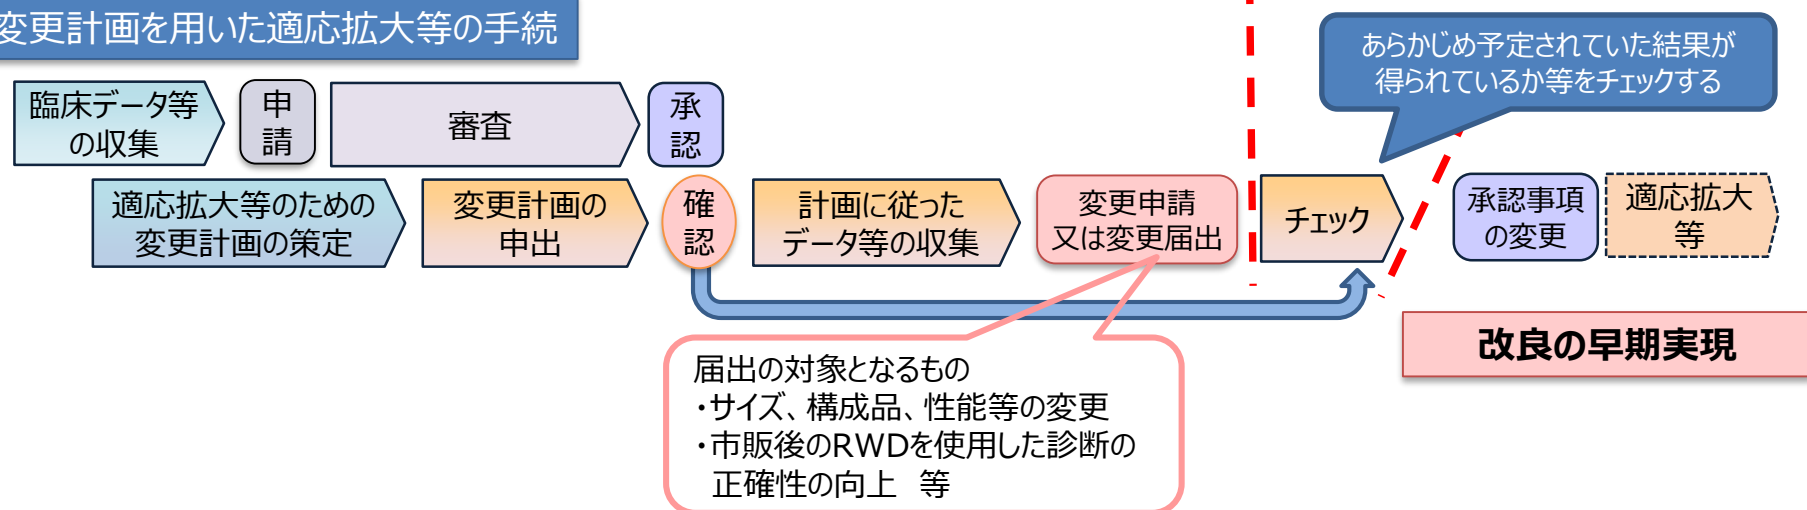 変更計画を用いた適応拡大等の手続
あらかじめ予定されていた結果が
得られているか等をチェックする
臨床データ等
の収集
申
請
審査
承
認
適応拡大等のための
変更計画の策定
変更計画の
申出
確
認
計画に従った
データ等の収集
変更申請
又は変更届出
チェック
承認事項
の変更
適応拡大
等
改良の早期実現
届出の対象となるもの
・サイズ、構成品、性能等の変更
・市販後のRWDを使用した診断の
正確性の向上　等